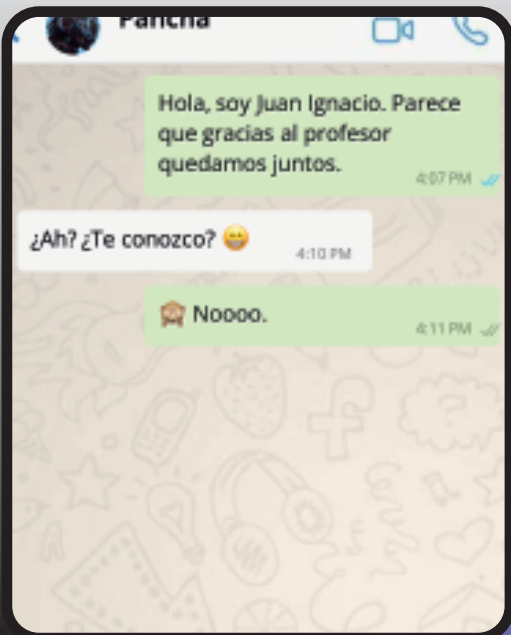 Pancha
Hola, soy Juan Ignacio. Parece
que gracias al profesor
quedamos juntos.
4:07 PM
¿Ah? ¿Te conozco? 😄
4:10 PM
🙈 Noooo.
4:11 PM